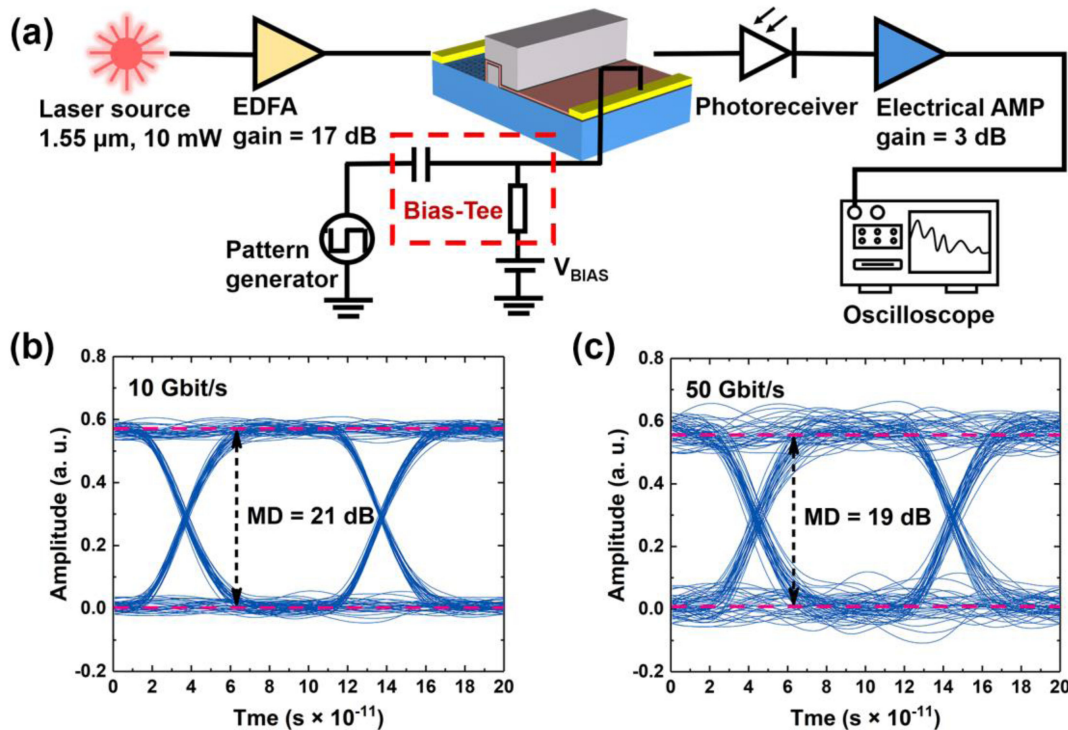 (a)
Laser source
1.55 μm, 10 mW
EDFA
gain = 17 dB
Photoreceiver
Electrical AMP
gain = 3 dB
Bias-Tee
Pattern
generator
V_BIAS
Oscilloscope
(b)
0.8
0.6
0.4
0.2
0.0
-0.2
Amplitude (a. u.)
10 Gbit/s
MD = 21 dB
0 2 4 6 8 10 12 14 16 18 20
Tme (s × 10⁻¹¹)
(c)
0.8
0.6
0.4
0.2
0.0
-0.2
Amplitude (a. u.)
50 Gbit/s
MD = 19 dB
0 2 4 6 8 10 12 14 16 18 20
Tme (s × 10⁻¹¹)